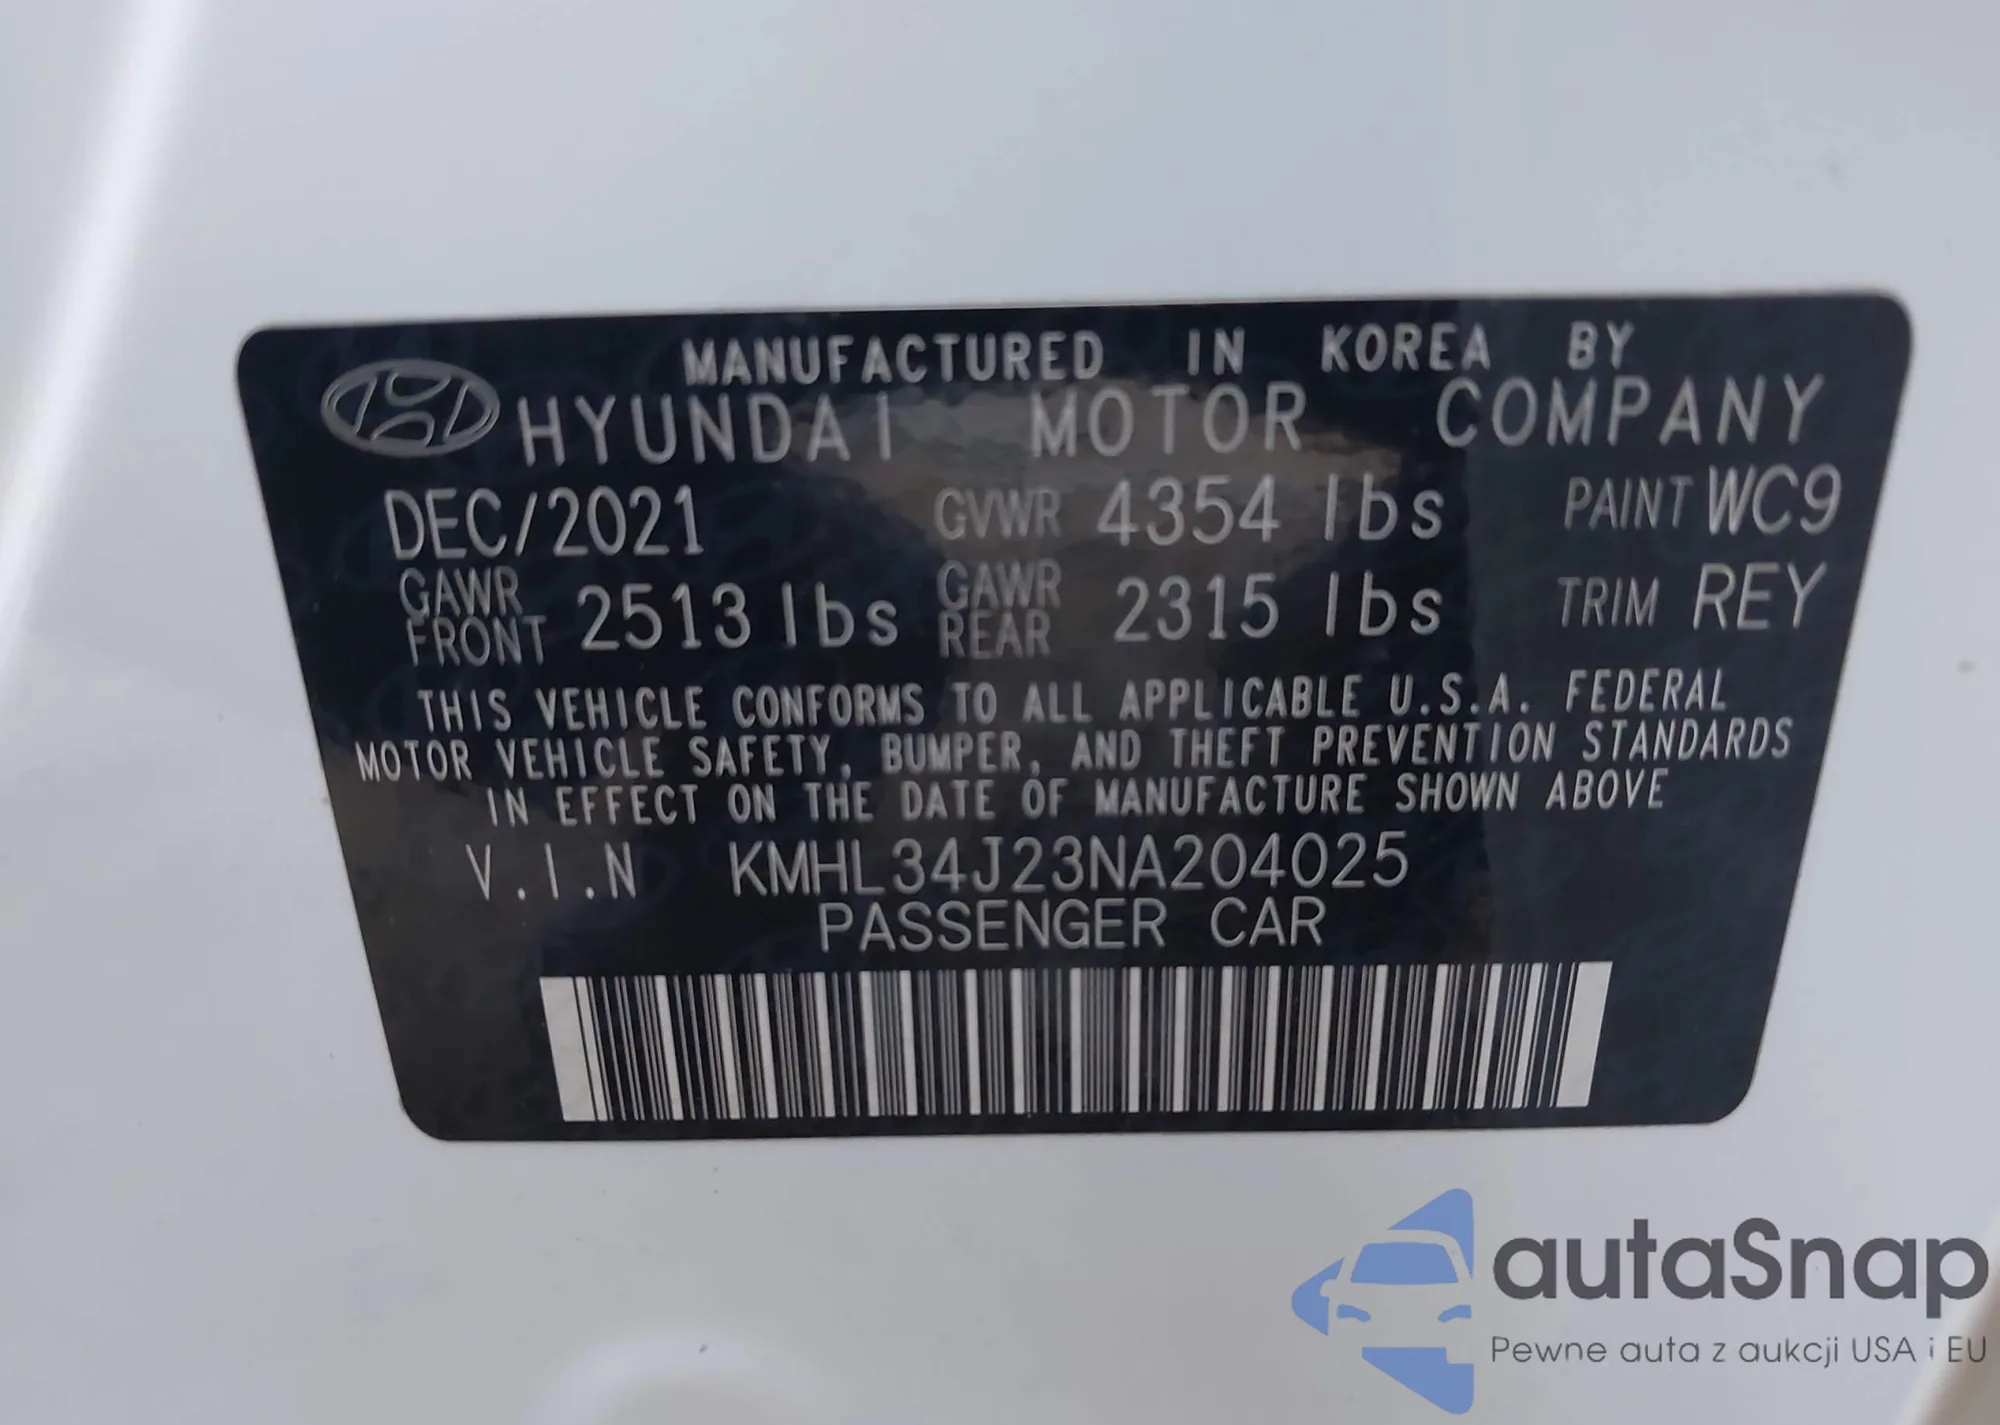 MANUFACTURED IN KOREA BY
HYUNDAI MOTOR COMPANY
DEC/2021 GVWR 4354 lbs PAINT WC9
GAWR FRONT 2513 lbs GAWR REAR 2315 lbs TRIM REY
THIS VEHICLE CONFORMS TO ALL APPLICABLE U.S.A. FEDERAL
MOTOR VEHICLE SAFETY, BUMPER, AND THEFT PREVENTION STANDARDS
IN EFFECT ON THE DATE OF MANUFACTURE SHOWN ABOVE
V.I.N KMHL34J23NA204025
PASSENGER CAR
autaSnap
Pewne auta z aukcji USA i EU